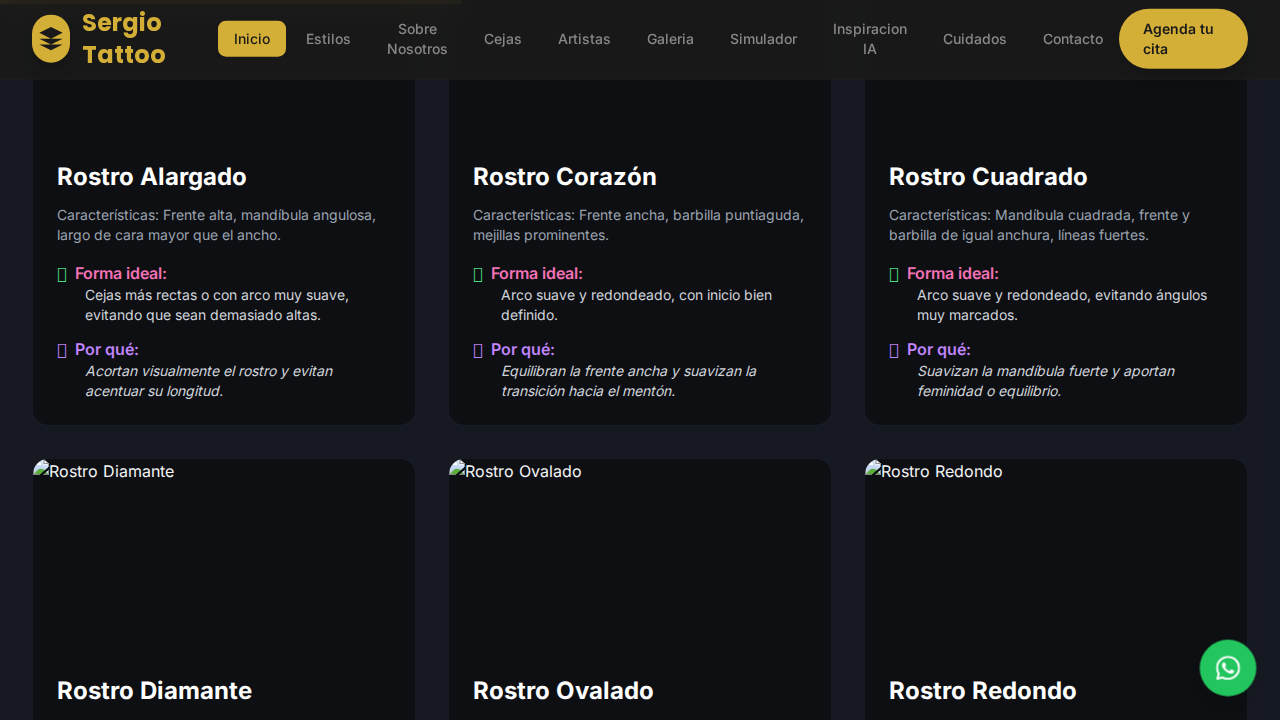 Sergio
Tattoo
Inicio
Estilos
Sobre
Nosotros
Cejas
Artistas
Galeria
Simulador
Inspiracion
IA
Cuidados
Contacto
Agenda tu
cita
Rostro Alargado
Características: Frente alta, mandíbula angulosa,
largo de cara mayor que el ancho.
Forma ideal:
Cejas más rectas o con arco muy suave,
evitando que sean demasiado altas.
Por qué:
Acortan visualmente el rostro y evitan
acentuar su longitud.
Rostro Corazón
Características: Frente ancha, barbilla puntiaguda,
mejillas prominentes.
Forma ideal:
Arco suave y redondeado, con inicio bien
definido.
Por qué:
Equilibran la frente ancha y suavizan la
transición hacia el mentón.
Rostro Cuadrado
Características: Mandíbula cuadrada, frente y
barbilla de igual anchura, líneas fuertes.
Forma ideal:
Arco suave y redondeado, evitando ángulos
muy marcados.
Por qué:
Suavizan la mandíbula fuerte y aportan
feminidad o equilibrio.
Rostro Diamante
Rostro Diamante
Rostro Ovalado
Rostro Ovalado
Rostro Redondo
Rostro Redondo